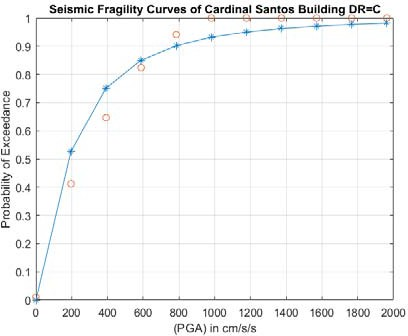 Seismic Fragility Curves of Cardinal Santos Building DR=C
1
0.9
0.8
0.7
0.6
0.5
0.4
0.3
0.2
0.1
0
Probability of Exceedance
0 200 400 600 800 1000 1200 1400 1600 1800 2000
(PGA) in cm/s/s